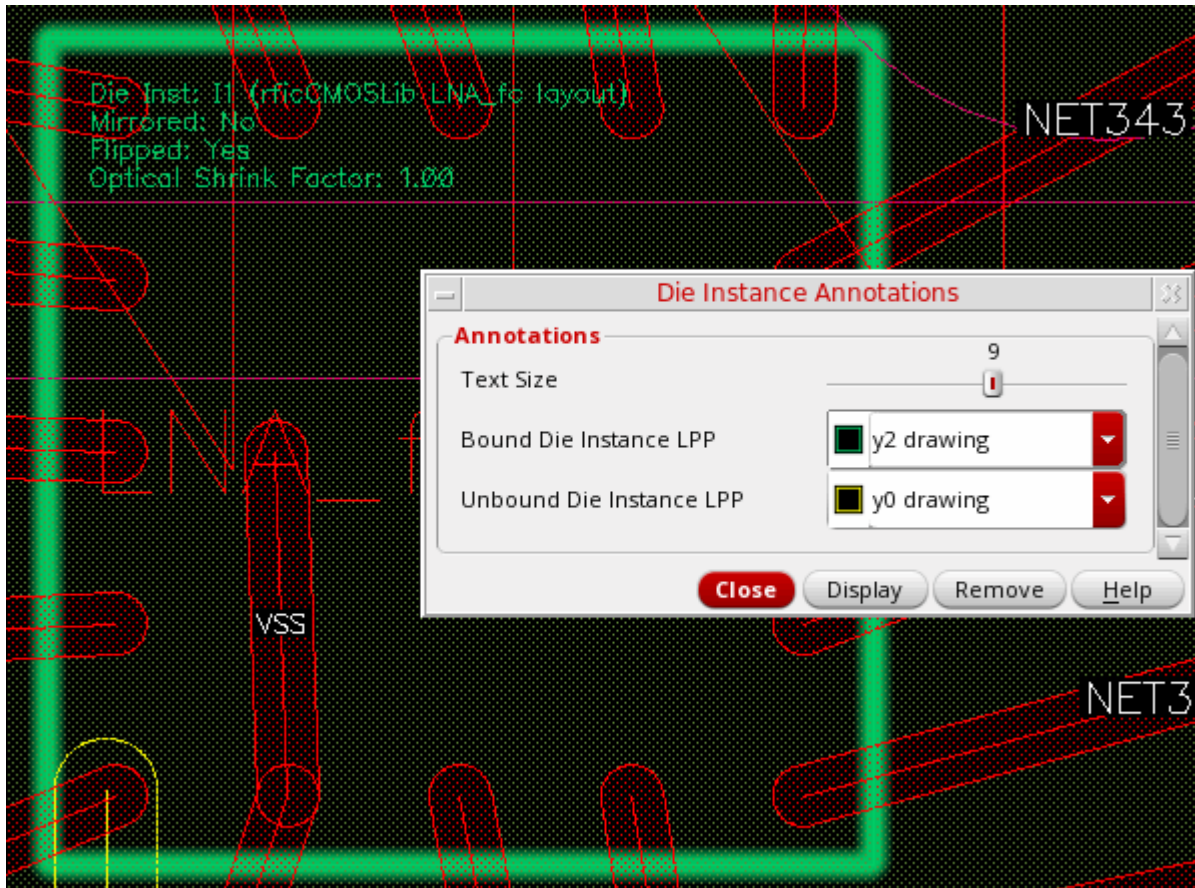 Die Inst: I1 (rficCMOSLib LNA_fc layout)
Mirrored: No
Flipped: Yes
Optical Shrink Factor: 1.00
NET343
Die Instance Annotations
Annotations
9
Text Size
Bound Die Instance LPP
y2 drawing
Unbound Die Instance LPP
y0 drawing
Close
Display
Remove
Help
LNA_
VSS
NET3